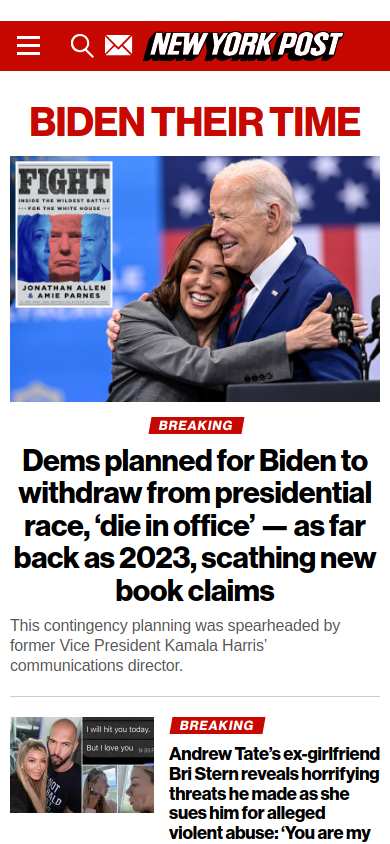 NEW YORK POST
BIDEN THEIR TIME
FIGHT
INSIDE THE WILDEST BATTLE
FOR THE WHITE HOUSE
JONATHAN ALLEN
& AMIE PARNES
BREAKING
Dems planned for Biden to
withdraw from presidential
race, ‘die in office’ — as far
back as 2023, scathing new
book claims
This contingency planning was spearheaded by
former Vice President Kamala Harris’
communications director.
I will hit you today.
But I love you
BREAKING
Andrew Tate’s ex-girlfriend
Bri Stern reveals horrifying
threats he made as she
sues him for alleged
violent abuse: ‘You are my